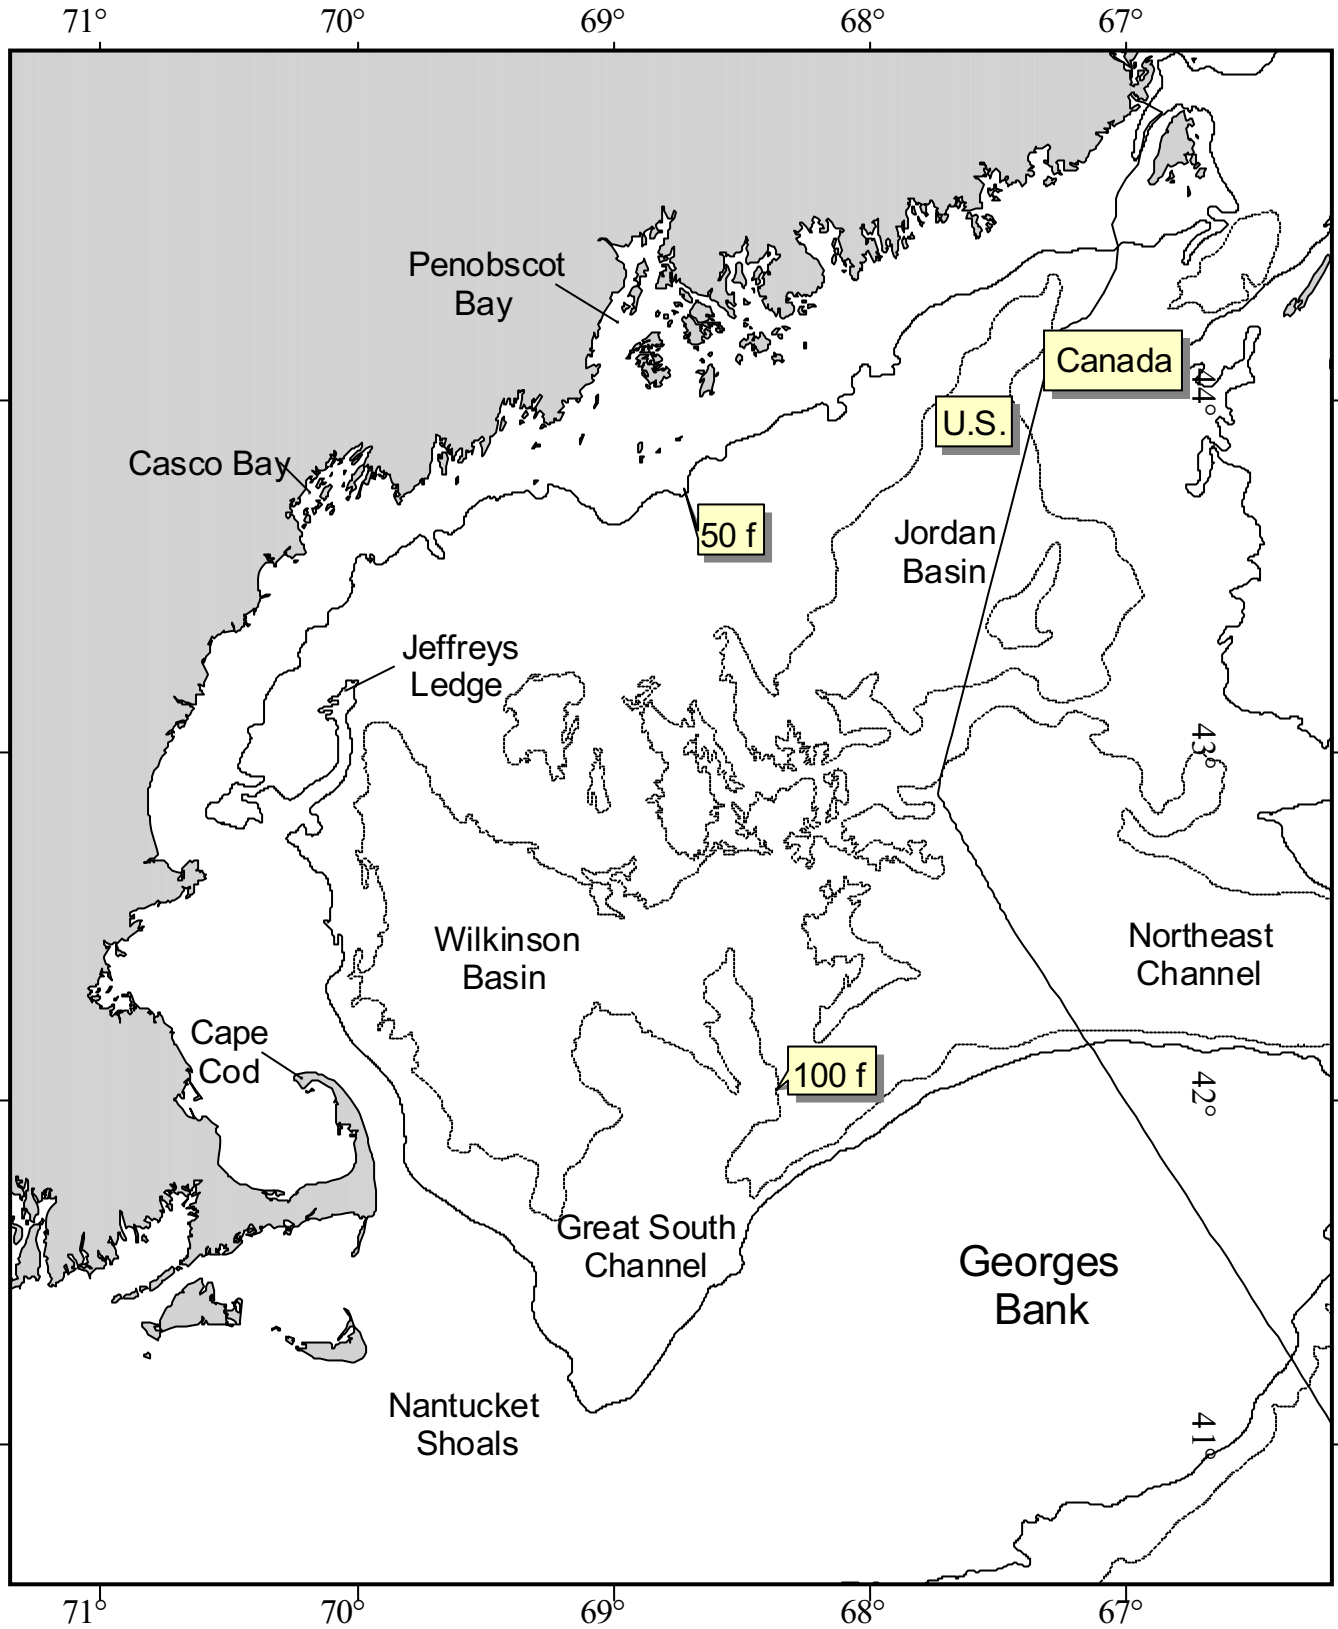 71° 70° 69° 68° 67°
Penobscot
Bay
Canada
44°
U.S.
Casco Bay
50 f
Jordan
Basin
Jeffreys
Ledge
43°
Wilkinson
Basin
Northeast
Channel
Cape
Cod
100 f
42°
Great South
Channel
Georges
Bank
Nantucket
Shoals
41°
71° 70° 69° 68° 67°